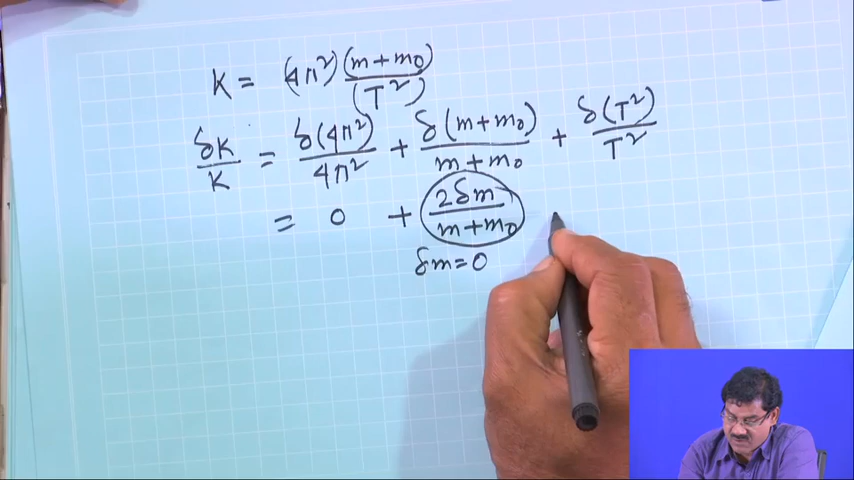 K = (4π²) (m+m₀) / (T²)
δK / K = δ(4π²) / 4π² + δ(m+m₀) / m+m₀ + δ(T²) / T²
= 0 + 2δm / m+m₀
δm = 0